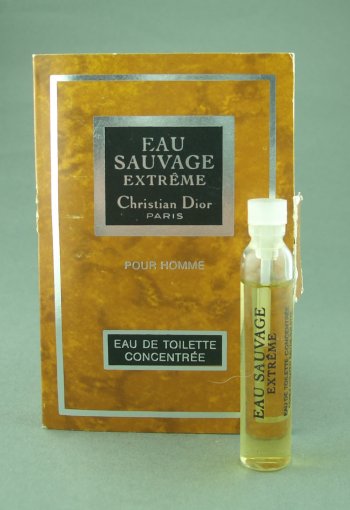 EAU
SAUVAGE
EXTRÊME
Christian Dior
PARIS
POUR HOMME
EAU DE TOILETTE
CONCENTRÉE
EAU SAUVAGE
EXTRÊME
EAU DE TOILETTE CONCENTRÉE